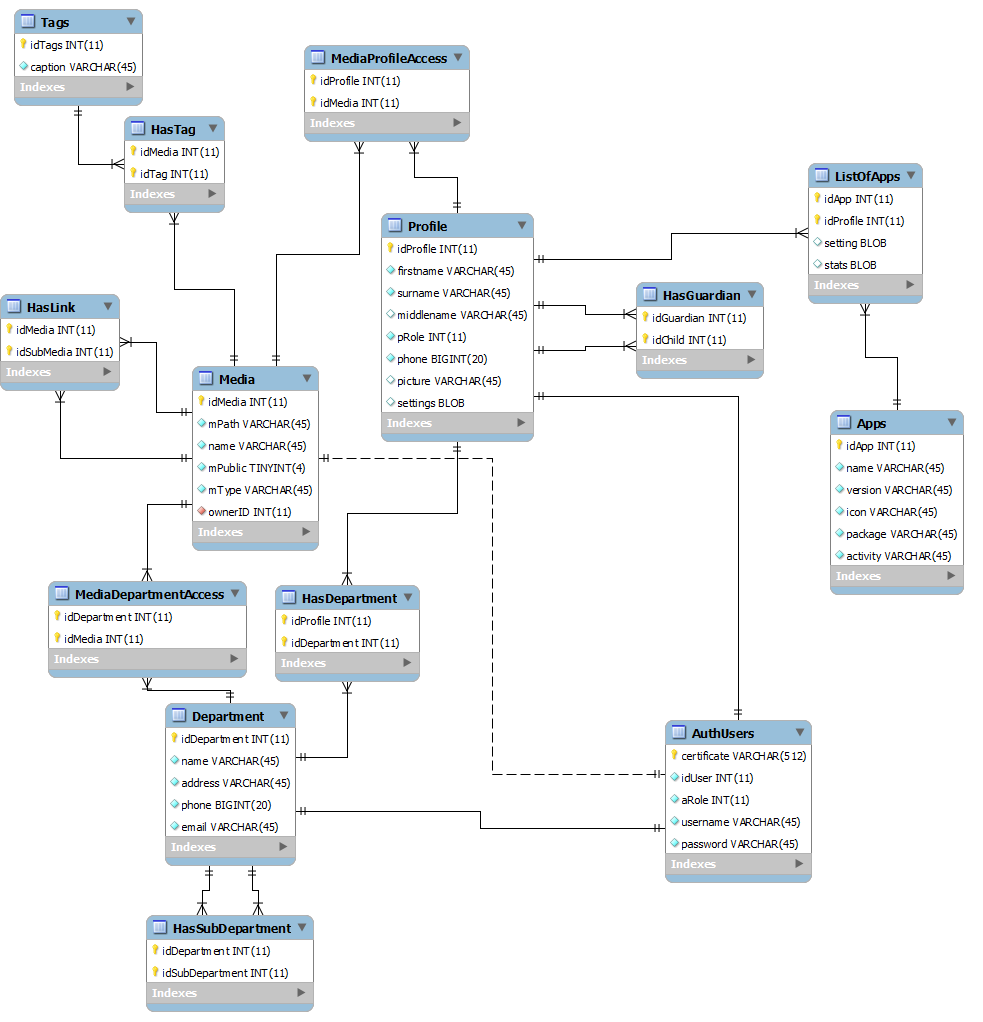 Tags
idTags INT(11)
caption VARCHAR(45)
Indexes
HasTag
idMedia INT(11)
idTag INT(11)
Indexes
MediaProfileAccess
idProfile INT(11)
idMedia INT(11)
Indexes
Profile
idProfile INT(11)
firstname VARCHAR(45)
surname VARCHAR(45)
middlename VARCHAR(45)
pRole INT(11)
phone BIGINT(20)
picture VARCHAR(45)
settings BLOB
Indexes
ListOfApps
idApp INT(11)
idProfile INT(11)
setting BLOB
stats BLOB
Indexes
HasGuardian
idGuardian INT(11)
idChild INT(11)
Indexes
HasLink
idMedia INT(11)
idSubMedia INT(11)
Indexes
Media
idMedia INT(11)
mPath VARCHAR(45)
name VARCHAR(45)
mPublic TINYINT(4)
mType VARCHAR(45)
ownerID INT(11)
Indexes
Apps
idApp INT(11)
name VARCHAR(45)
version VARCHAR(45)
icon VARCHAR(45)
package VARCHAR(45)
activity VARCHAR(45)
Indexes
MediaDepartmentAccess
idDepartment INT(11)
idMedia INT(11)
Indexes
HasDepartment
idProfile INT(11)
idDepartment INT(11)
Indexes
Department
idDepartment INT(11)
name VARCHAR(45)
address VARCHAR(45)
phone BIGINT(20)
email VARCHAR(45)
Indexes
AuthUsers
certificate VARCHAR(512)
idUser INT(11)
aRole INT(11)
username VARCHAR(45)
password VARCHAR(45)
Indexes
HasSubDepartment
idDepartment INT(11)
idSubDepartment INT(11)
Indexes